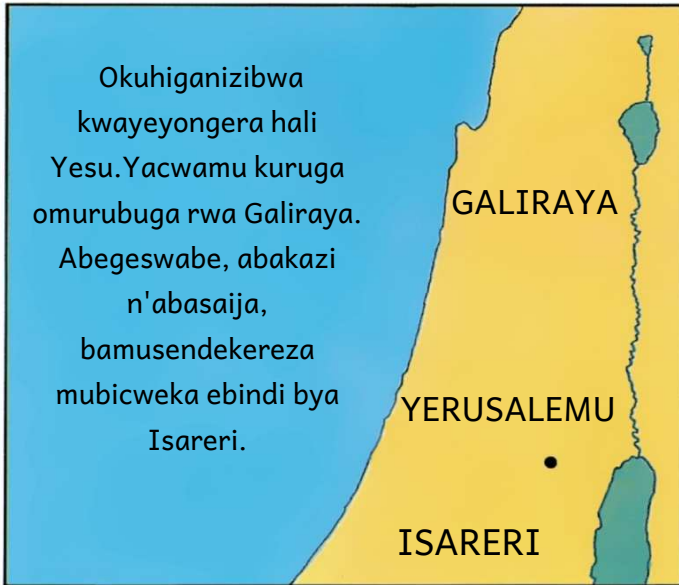 Okuhiganizibwa
kwayeyongera hali
Yesu.Yacwamu kuruga
omurubuga rwa Galiraya.
Abegeswabe, abakazi
n'abasaija,
bamusendekereza
mubicweka ebindi bya
Isareri.
GALIRAYA
YERUSALEMU
ISARERI